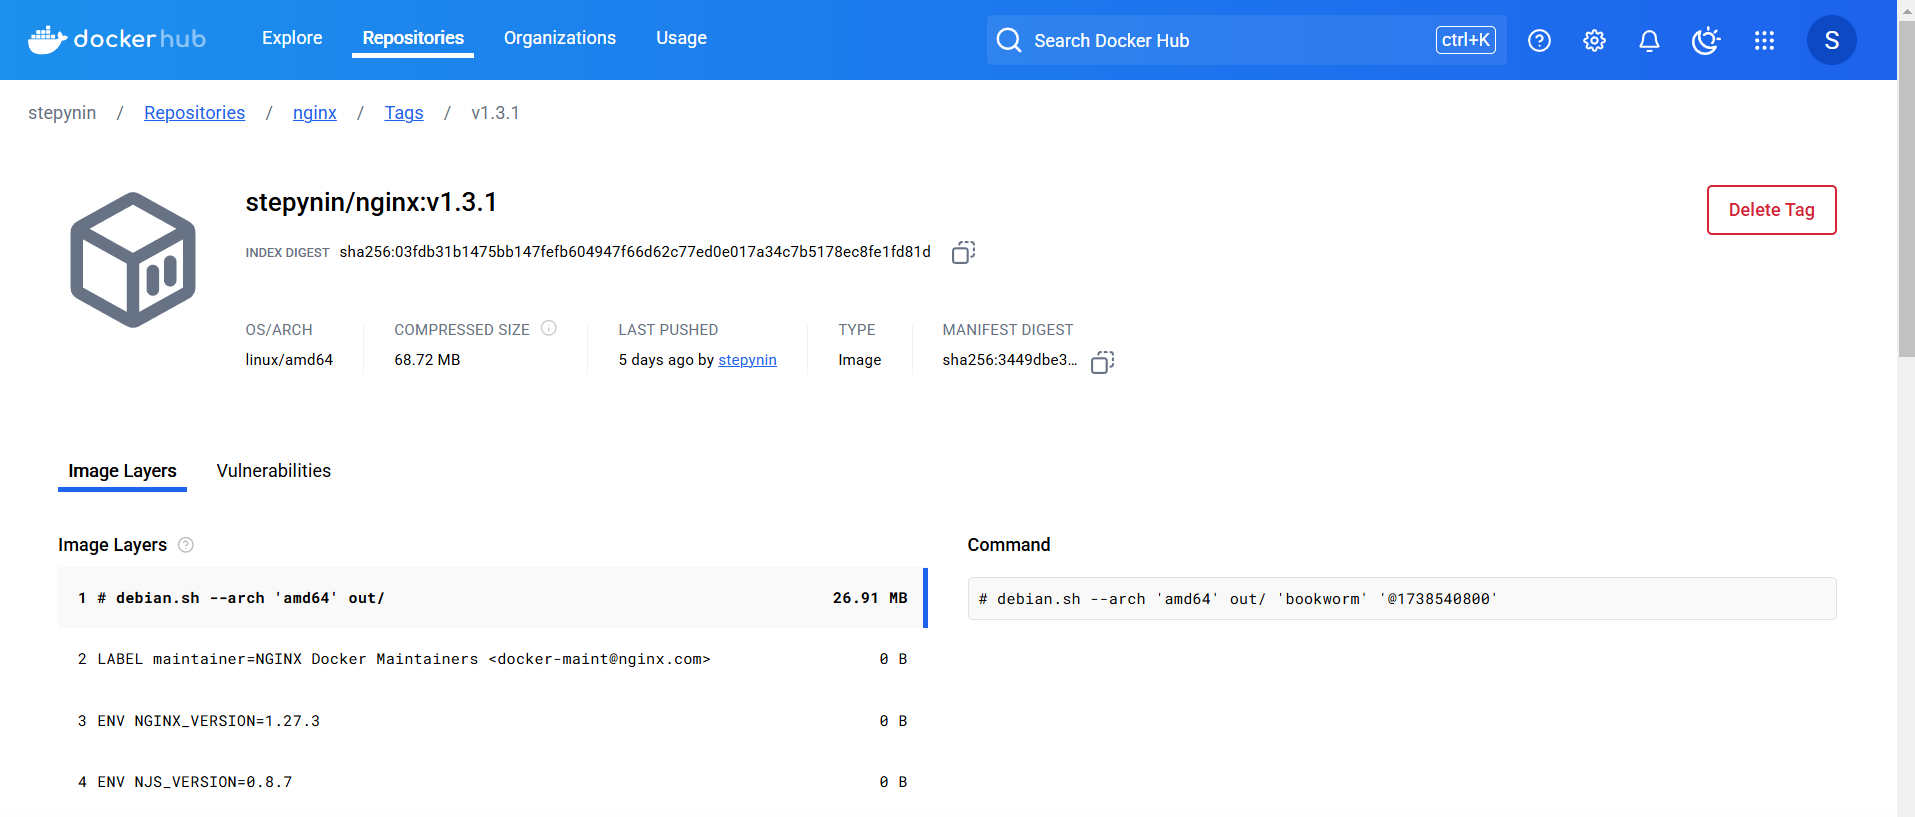 docker hub Explore Repositories Organizations Usage Search Docker Hub ctrl+K S
stepynin / Repositories / nginx / Tags / v1.3.1
stepynin/nginx:v1.3.1
Delete Tag
INDEX DIGEST sha256:03fdb31b1475bb147fefb604947f66d62c77ed0e017a34c7b5178ec8fe1fd81d
OS/ARCH COMPRESSED SIZE LAST PUSHED TYPE MANIFEST DIGEST
linux/amd64 68.72 MB 5 days ago by stepynin Image sha256:3449dbe3...
Image Layers Vulnerabilities
Image Layers Command
1 # debian.sh --arch 'amd64' out/ 26.91 MB # debian.sh --arch 'amd64' out/ 'bookworm' '@1738540800'
2 LABEL maintainer=NGINX Docker Maintainers <docker-maint@nginx.com> 0 B
3 ENV NGINX_VERSION=1.27.3 0 B
4 ENV NJS_VERSION=0.8.7 0 B